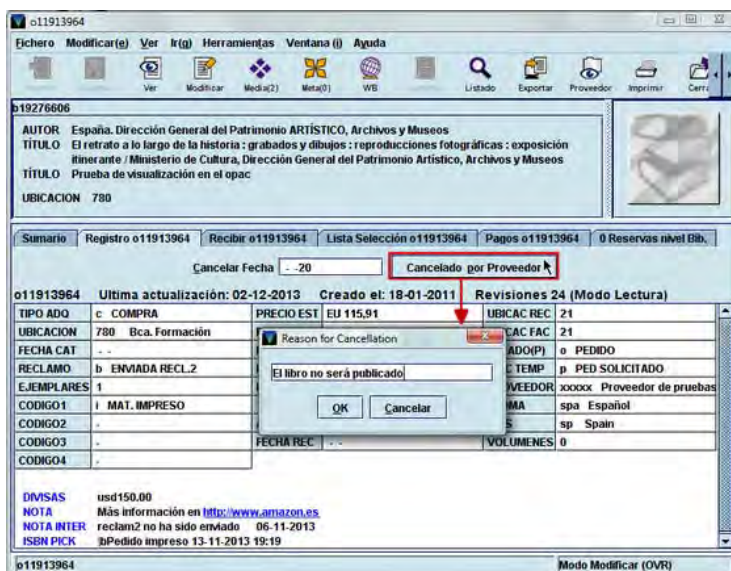 o11913964
Fichero Modificar(e) Ver Ir(g) Herramientas Ventana (i) Ayuda
Ver Modificar Media(2) Meta(0) WB Listado Exportar Proveedor Imprimir Cerra
b19276606
AUTOR España. Dirección General del Patrimonio ARTÍSTICO, Archivos y Museos
TÍTULO El retrato a lo largo de la historia : grabados y dibujos : reproducciones fotográficas : exposición
itinerante / Ministerio de Cultura, Dirección General del Patrimonio Artístico, Archivos y Museos
TÍTULO Prueba de visualización en el opac
UBICACION 780
Sumario Registro o11913964 Recibir o11913964 Lista Selección o11913964 Pagos o11913964 0 Reservas nivel Bib.
Cancelar Fecha - -20 Cancelado por Proveedor
o11913964 Ultima actualización: 02-12-2013 Creado el: 18-01-2011 Revisiones 24 (Modo Lectura)
TIPO ADQ c COMPRA PRECIO EST EU 115,91 UBICAC REC 21
UBICACION 780 Bca. Formación CAC FAC 21
FECHA CAT - - ADO(P) o PEDIDO
RECLAMO b ENVIADA RECL.2 TEMP p PED SOLICITADO
EJEMPLARES 1 VEEDOR xxxxx Proveedor de pruebas
CODIGO1 i MAT. IMPRESO MA spa Español
CODIGO2 - S sp Spain
CODIGO3 - FECHA REC - - VOLUMENES 0
CODIGO4 -
Reason for Cancellation
El libro no será publicado
OK Cancelar
DIVISAS usd150.00
NOTA Más información en http://www.amazon.es
NOTA INTER reclam2 no ha sido enviado 06-11-2013
ISBN PICK bPedido impreso 13-11-2013 19:19
o11913964 Modo Modificar (OVR)